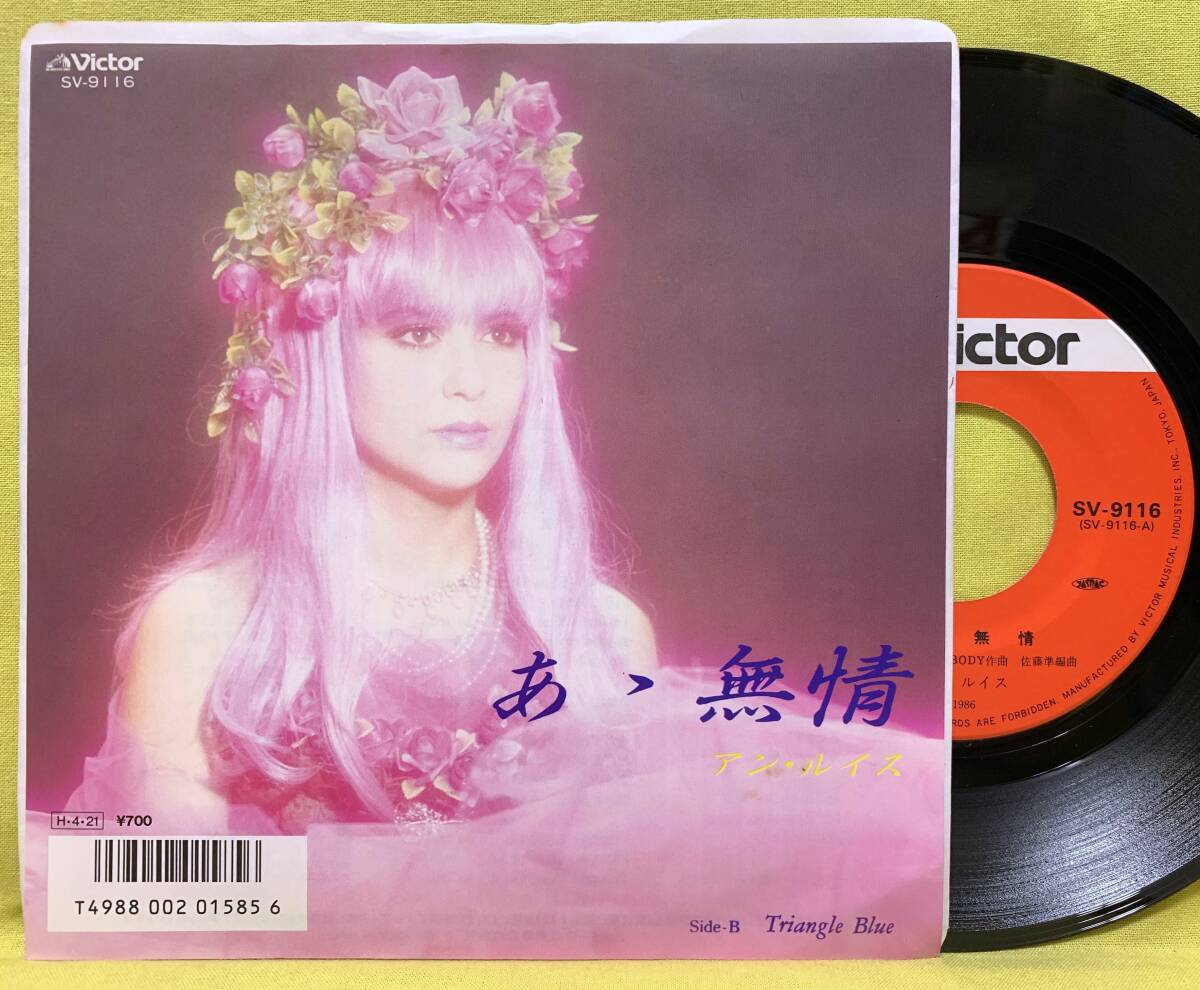 Victor
SV-9116
あゝ無情
アン・ルイス
H・4・21 ¥700
T4988 002 01585 6
Side-B Triangle Blue
ictor
SV-9116
(SV-9116-A)
JASRAC
無情
BODY作曲 佐藤準編曲
ルイス
1986
RDS ARE FORBIDDEN. MANUFACTURED BY VICTOR MUSICAL INDUSTRIES, INC., TOKYO, JAPAN